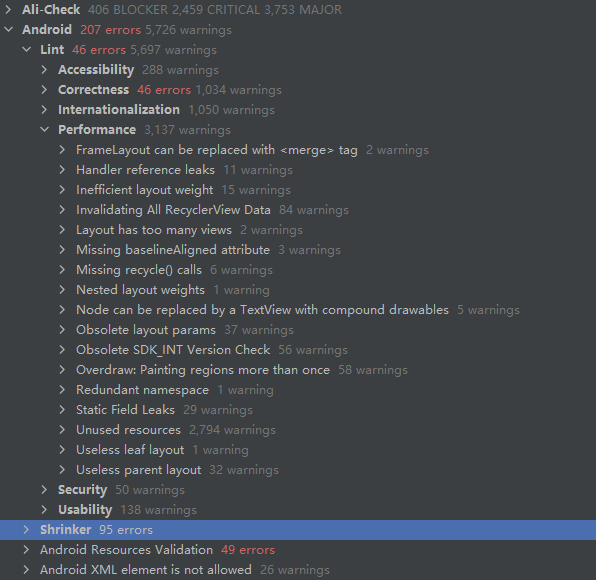 Ali-Check 406 BLOCKER 2,459 CRITICAL 3,753 MAJOR
Android 207 errors 5,726 warnings
Lint 46 errors 5,697 warnings
Accessibility 288 warnings
Correctness 46 errors 1,034 warnings
Internationalization 1,050 warnings
Performance 3,137 warnings
FrameLayout can be replaced with <merge> tag 2 warnings
Handler reference leaks 11 warnings
Inefficient layout weight 15 warnings
Invalidating All RecyclerView Data 84 warnings
Layout has too many views 2 warnings
Missing baselineAligned attribute 3 warnings
Missing recycle() calls 6 warnings
Nested layout weights 1 warning
Node can be replaced by a TextView with compound drawables 5 warnings
Obsolete layout params 37 warnings
Obsolete SDK_INT Version Check 56 warnings
Overdraw: Painting regions more than once 58 warnings
Redundant namespace 1 warning
Static Field Leaks 29 warnings
Unused resources 2,794 warnings
Useless leaf layout 1 warning
Useless parent layout 32 warnings
Security 50 warnings
Usability 138 warnings
Shrinker 95 errors
Android Resources Validation 49 errors
Android XML element is not allowed 26 warnings